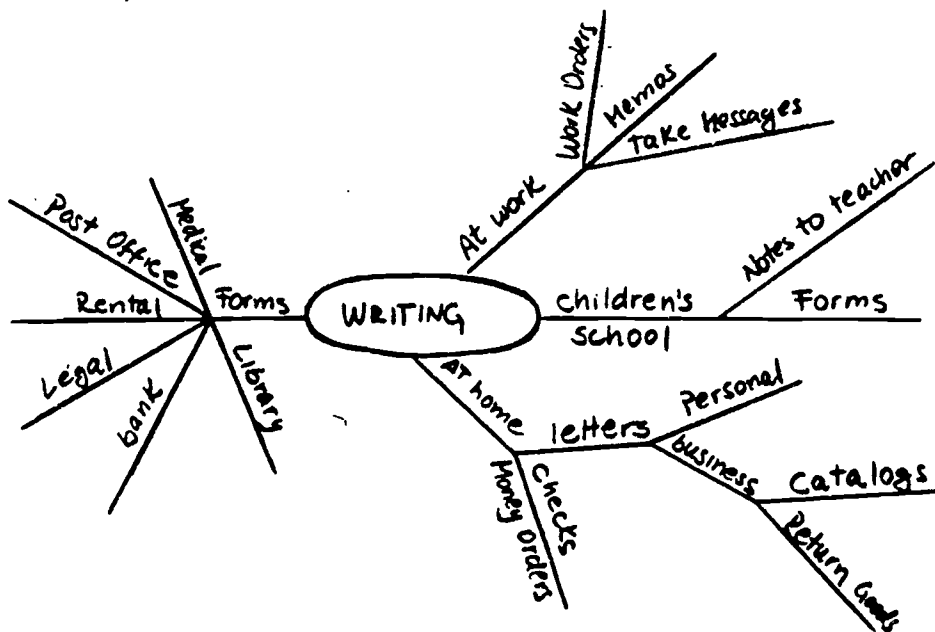 WRITING
At work
Work Orders
Memos
Take Messages
Children's
School
Notes to teacher
Forms
At home
letters
Personal
business
Catalogs
Return Goods
Checks
Money Orders
Forms
Medical
Post Office
Rental
Legal
bank
Library